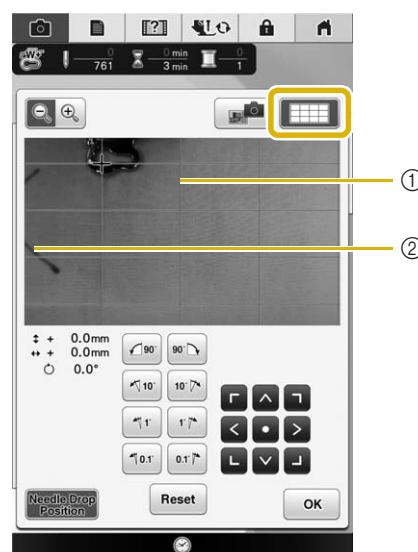 W+
0
761
0 min
3 min
0
1
①
②
+ 0.0mm
+ 0.0mm
0.0°
90° 90°
10° 10°
1° 1°
0.1° 0.1°
Needle Drop
Position
Reset
OK